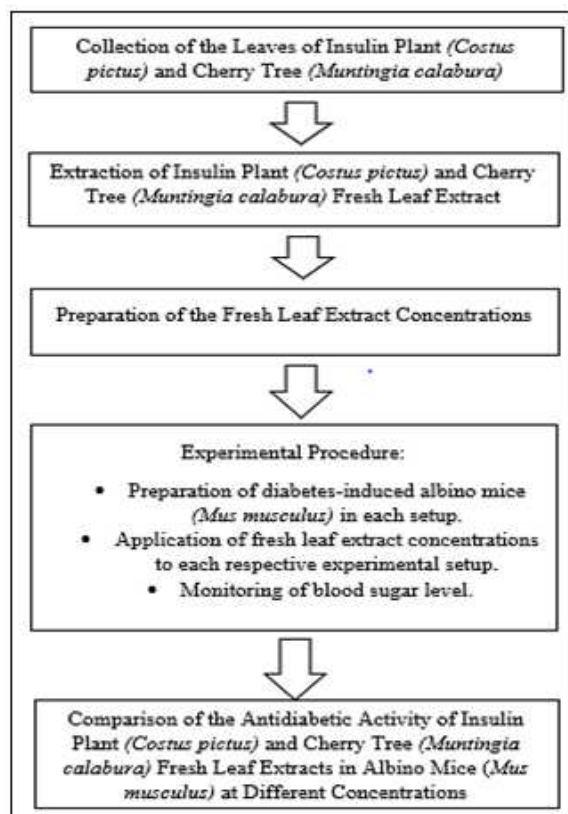 Collection of the Leaves of Insulin Plant (Costus
pictus) and Cherry Tree (Muntingia calabura)
Extraction of Insulin Plant (Costus pictus) and Cherry
Tree (Muntingia calabura) Fresh Leaf Extract
Preparation of the Fresh Leaf Extract Concentrations
Experimental Procedure:
• Preparation of diabetes-induced albino mice
(Mus musculus) in each setup.
• Application of fresh leaf extract concentrations
to each respective experimental setup.
• Monitoring of blood sugar level.
Comparison of the Antidiabetic Activity of Insulin
Plant (Costus pictus) and Cherry Tree (Muntingia
calabura) Fresh Leaf Extracts in Albino Mice (Mus
musculus) at Different Concentrations